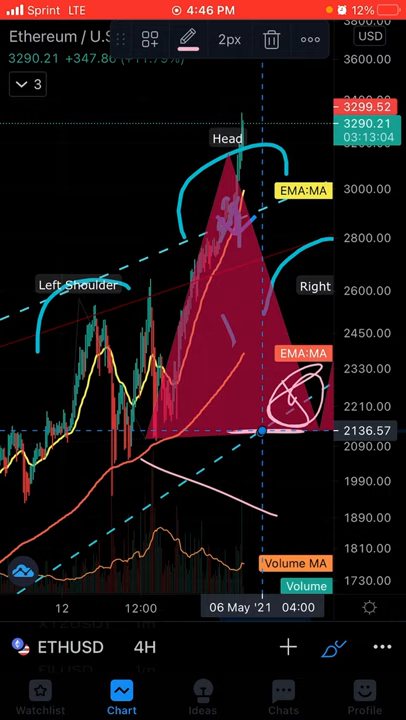 Sprint LTE 4:46 PM 12%
Ethereum / U.S
2px
USD
3290.21 +347.86 (+11.79%)
3
3299.52
3290.21
03:13:04
Head
EMA:MA
3000.00
2800.00
Left Shoulder
Right
2600.00
2450.00
EMA:MA
2330.00
2210.00
2136.57
2090.00
1990.00
1890.00
1810.00
Volume MA
1730.00
Volume
12 12:00 06 May '21 04:00
ETHUSD 4H
Watchlist Chart Ideas Chats Profile